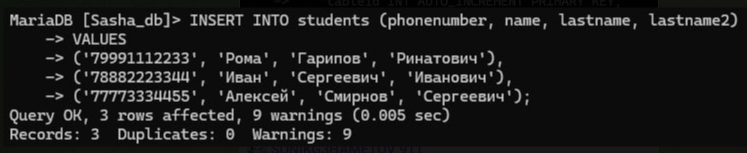 MariaDB [Sasha_db]> INSERT INTO students (phonenumber, name, lastname, lastname2)
    -> VALUES
    -> ('79991112233', 'Рома', 'Гарипов', 'Ринатович'),
    -> ('78882223344', 'Иван', 'Сергеевич', 'Иванович'),
    -> ('77773334455', 'Алексей', 'Смирнов', 'Сергеевич');
Query OK, 3 rows affected, 9 warnings (0.005 sec)
Records: 3  Duplicates: 0  Warnings: 9